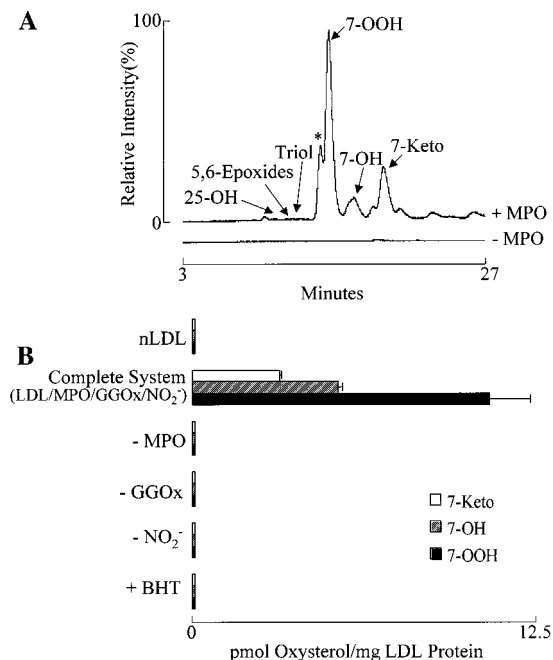 A
100%
Relative Intensity(%)
0
7-OOH
*
Triol
5,6-Epoxides
25-OH
7-OH
7-Keto
+ MPO
- MPO
3
27
Minutes
B
nLDL
Complete System
(LDL/MPO/GGOx/NO₂⁻)
- MPO
- GGOx
- NO₂⁻
+ BHT
7-Keto
7-OH
7-OOH
0
12.5
pmol Oxysterol/mg LDL Protein